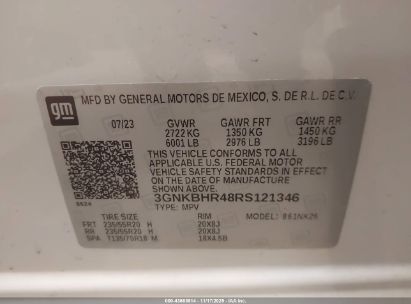 gm
MFD BY GENERAL MOTORS DE MEXICO, S. DE R.L. DE C.V.
07/23 GVWR GAWR FRT GAWR RR
2722 KG 1350 KG 1450 KG
6001 LB 2976 LB 3196 LB
THIS VEHICLE CONFORMS TO ALL
APPLICABLE U.S. FEDERAL MOTOR
VEHICLE SAFETY STANDARDS IN EFFECT
ON THE DATE OF MANUFACTURE
SHOWN ABOVE.
3GNKBHR48RS121346
TYPE: MPV
TIRE SIZE RIM MODEL:
FRT 235/55R20 H 20X8J
RR 235/55R20 H 20X8J
SPA T135/70R18 M 18X4.5B